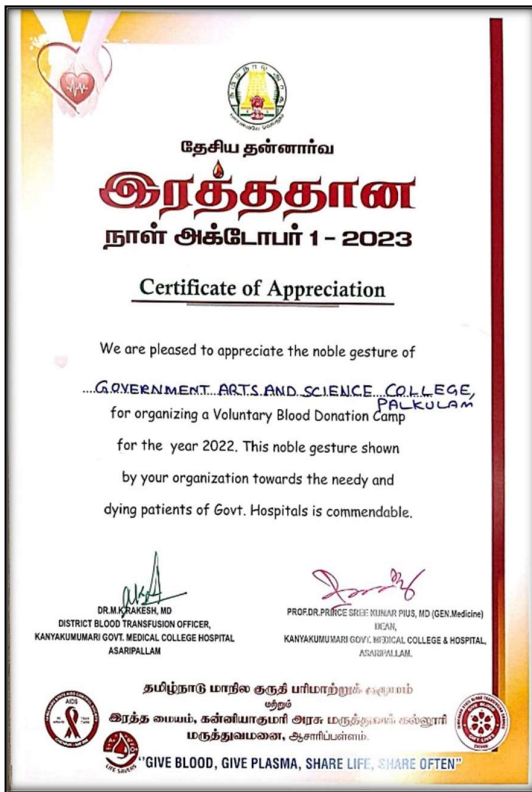 தேசிய தன்னார்வ
இரத்ததான
நாள் அக்டோபர் 1 - 2023
Certificate of Appreciation
We are pleased to appreciate the noble gesture of
GOVERNMENT ARTS AND SCIENCE COLLEGE,
PALKULAM
for organizing a Voluntary Blood Donation Camp
for the year 2022. This noble gesture shown
by your organization towards the needy and
dying patients of Govt. Hospitals is commendable.
DR.M.K.RAKESH, MD
DISTRICT BLOOD TRANSFUSION OFFICER,
KANYAKUMUMARI GOVT. MEDICAL COLLEGE HOSPITAL
ASARIPALLAM
PROF.DR.PRINCE SREE KUMAR PIUS, MD (GEN.Medicine)
DEAN,
KANYAKUMUMARI GOVT. MEDICAL COLLEGE & HOSPITAL,
ASARIPALLAM.
தமிழ்நாடு மாநில குருதி பரிமாற்றுக் குழுமம்
மற்றும்
இரத்த மையம், கன்னியாகுமரி அரசு மருத்துவக் கல்லூரி
மருத்துவமனை, ஆசாரிப்பள்ளம்.
AIDS
LIFE SAVERS
"GIVE BLOOD, GIVE PLASMA, SHARE LIFE, SHARE OFTEN"